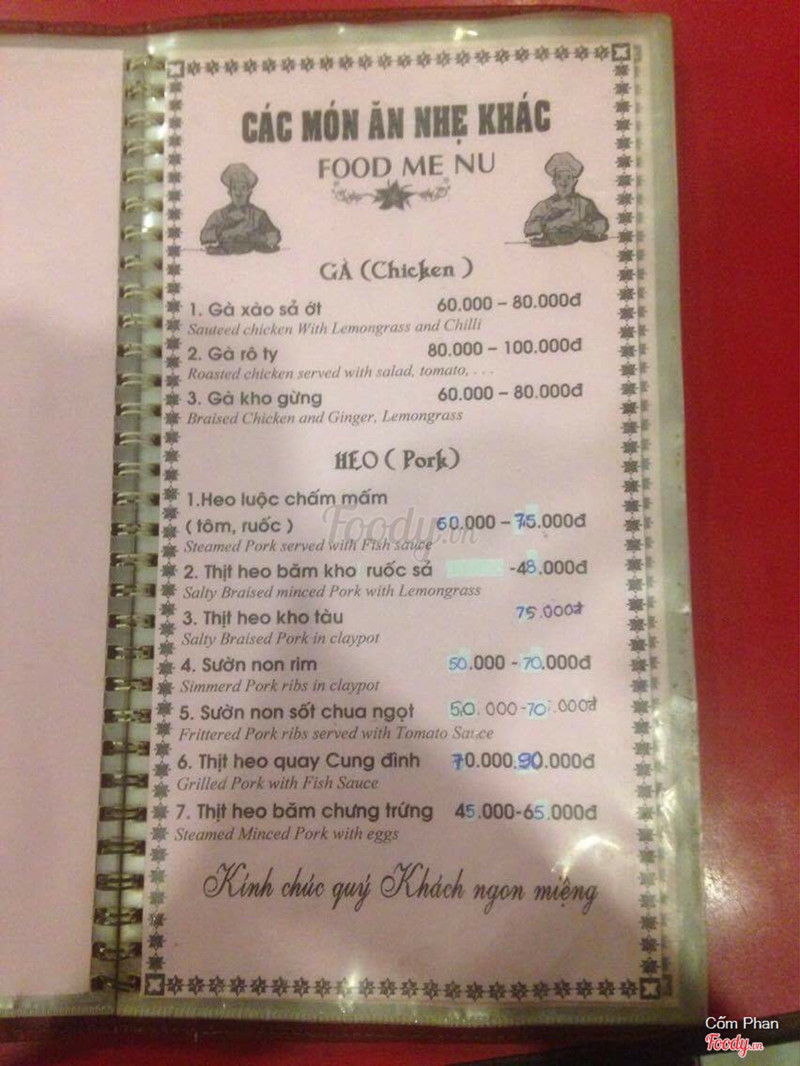 CÁC MÓN ĂN NHẸ KHÁC
FOOD ME NU
GÀ (Chicken )
1. Gà xào sả ớt 60.000 – 80.000đ
Sauteed chicken With Lemongrass and Chilli
2. Gà rô ty 80.000 – 100.000đ
Roasted chicken served with salad, tomato, . . .
3. Gà kho gừng 60.000 – 80.000đ
Braised Chicken and Ginger, Lemongrass
HEO ( Pork)
1.Heo luộc chấm mấm
( tôm, ruốc ) 60.000 – 75.000đ
Steamed Pork served with Fish sauce
2. Thịt heo băm kho ruốc sả -48.000đ
Salty Braised minced Pork with Lemongrass
3. Thịt heo kho tàu 75.000đ
Salty Braised Pork in claypot
4. Sườn non rim 50.000 -70.000đ
Simmerd Pork ribs in claypot
5. Sườn non sốt chua ngọt 50.000-70.000đ
Frittered Pork ribs served with Tomato Sauce
6. Thịt heo quay Cung đình 70.000.90.000đ
Grilled Pork with Fish Sauce
7. Thịt heo băm chưng trứng 45.000-65.000đ
Steamed Minced Pork with eggs
Kính chúc quý Khách ngon miệng
Foody.vn
Cốm Phan
Foody.vn